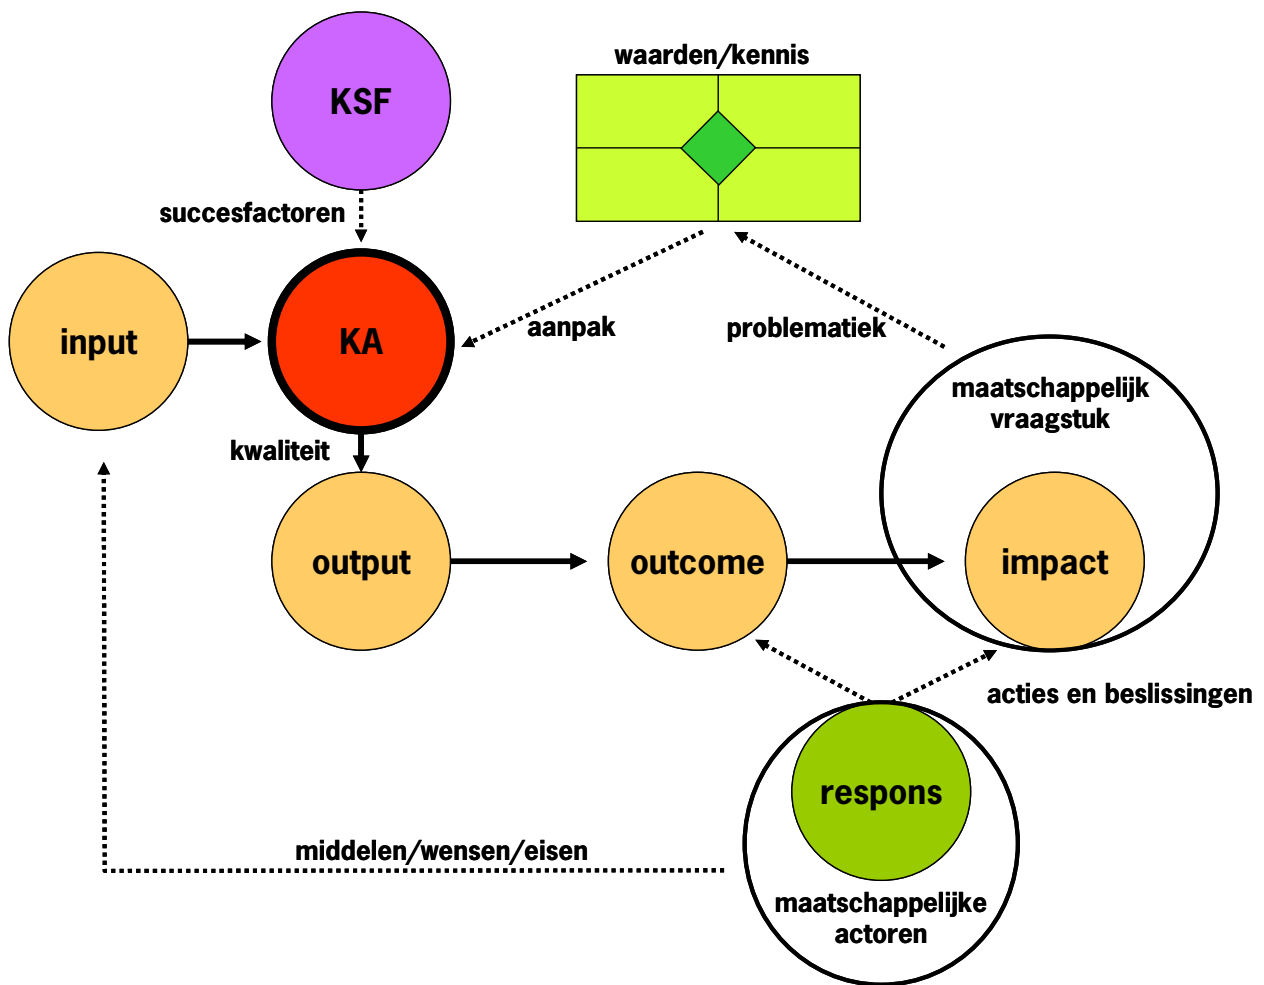 waarden/kennis
KSF
succesfactoren
input
KA
aanpak
problematiek
maatschappelijk
vraagstuk
kwaliteit
output
outcome
impact
acties en beslissingen
respons
middelen/wensen/eisen
maatschappelijke
actoren